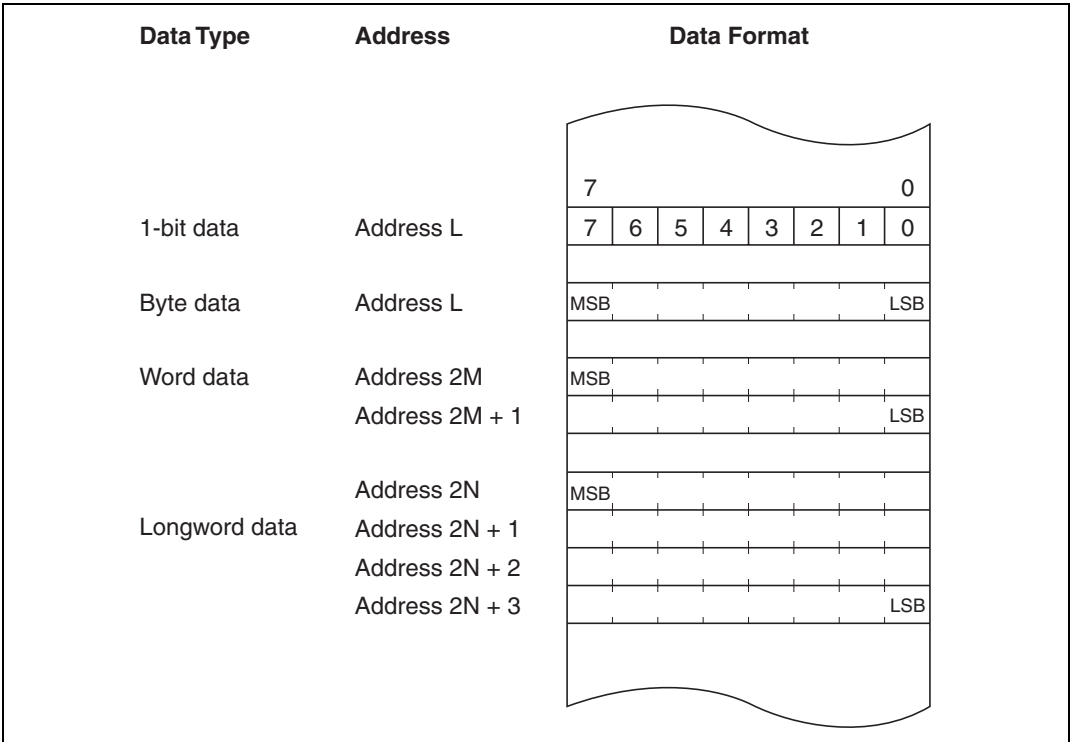 Data Type Address Data Format
7 0
1-bit data Address L 7 6 5 4 3 2 1 0
Byte data Address L MSB LSB
Word data Address 2M MSB
Address 2M + 1 LSB
Address 2N MSB
Longword data Address 2N + 1
Address 2N + 2
Address 2N + 3 LSB